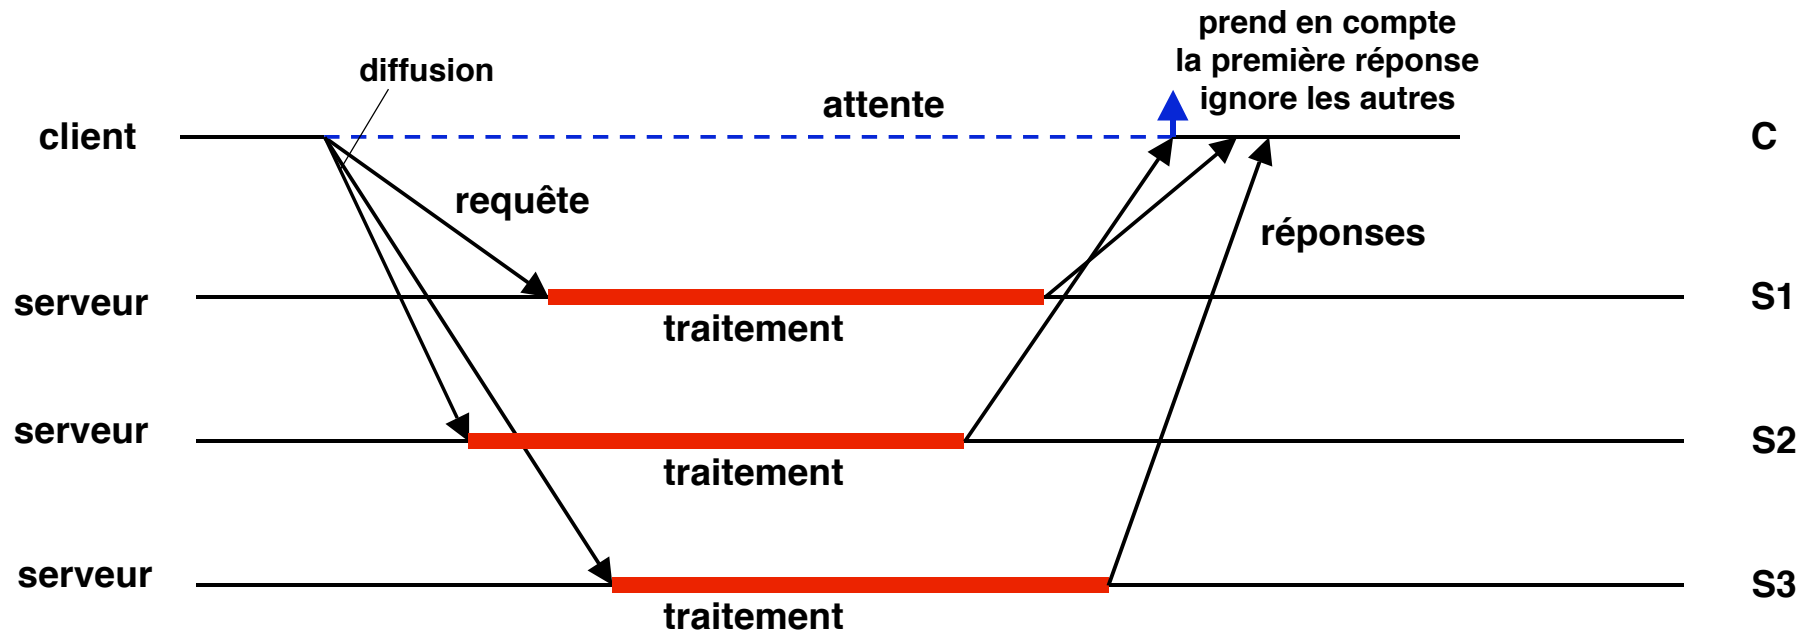 prend en compte
la première réponse
ignore les autres
diffusion
attente
client
C
requête
réponses
serveur
S1
traitement
serveur
S2
traitement
serveur
S3
traitement